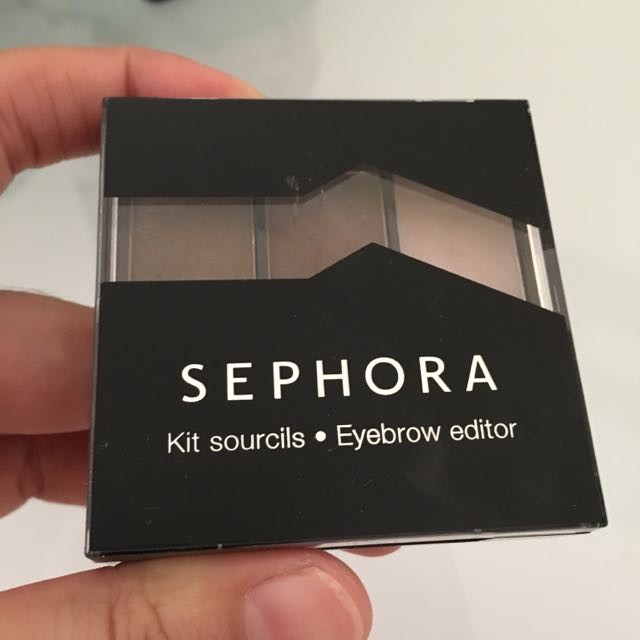 SEPHORA
Kit sourcils • Eyebrow editor